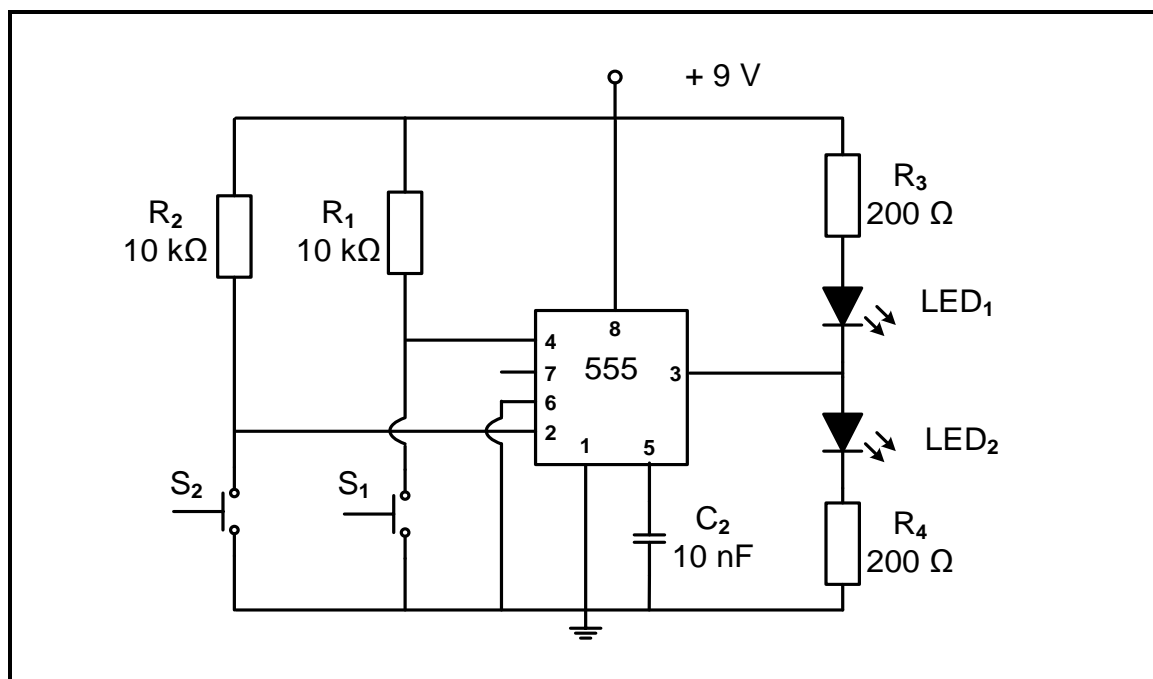 + 9 V
R₂
10 kΩ
R₁
10 kΩ
R₃
200 Ω
LED₁
8
4
555
7
3
6
2
1
5
LED₂
S₂
S₁
C₂
10 nF
R₄
200 Ω